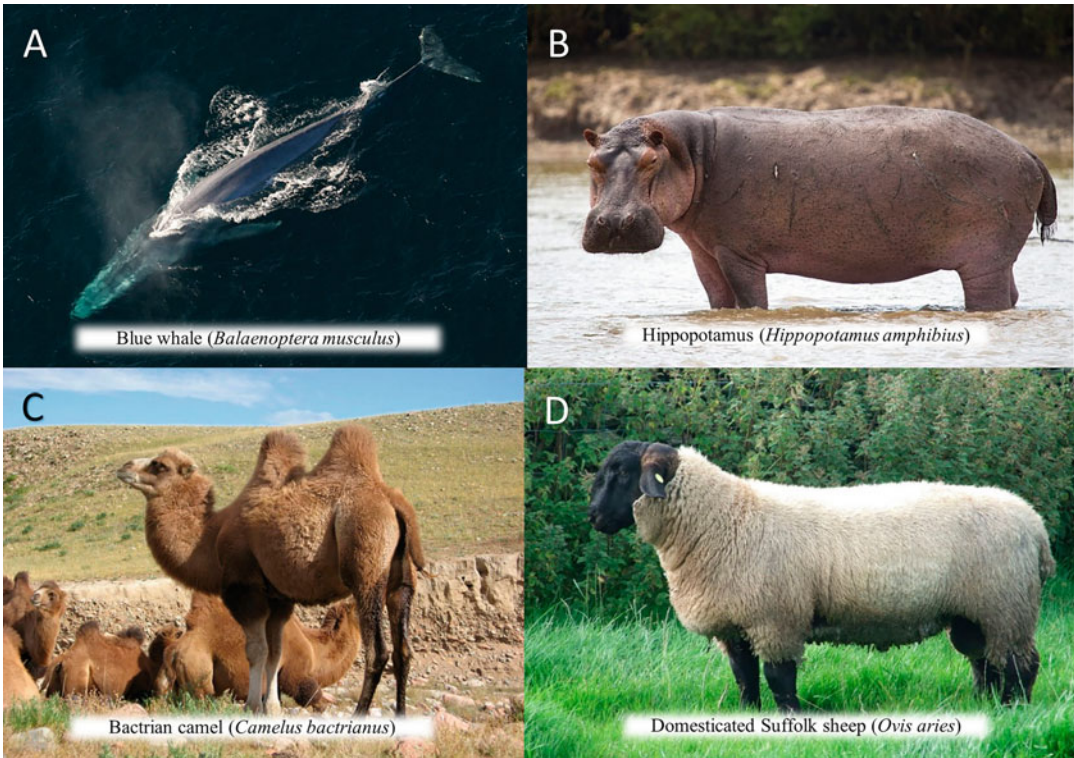 A
Blue whale (Balaenoptera musculus)
B
Hippopotamus (Hippopotamus amphibius)
C
Bactrian camel (Camelus bactrianus)
D
Domesticated Suffolk sheep (Ovis aries)